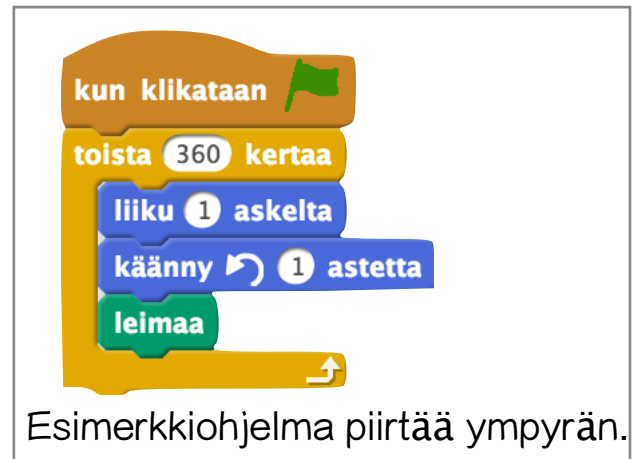 kun klikataan
toista 360 kertaa
liiku 1 askelta
käänny 1 astetta
leimaa
Esimerkkiohjelma piirtää ympyrän.